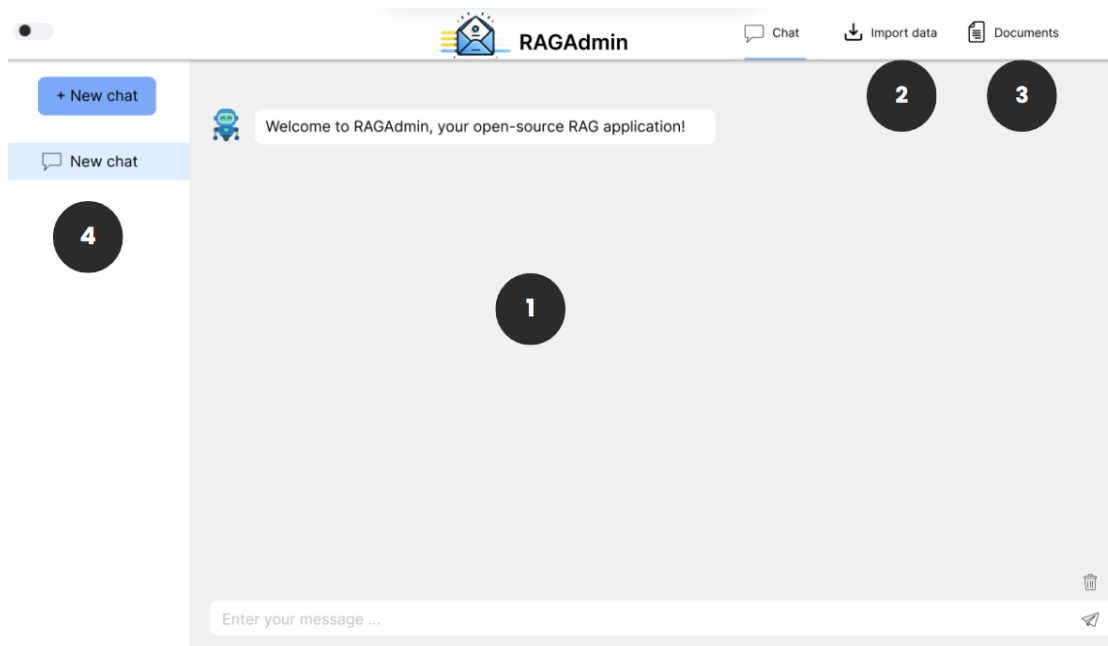 RAGAdmin
Chat
Import data
Documents
+ New chat
2
3
Welcome to RAGAdmin, your open-source RAG application!
New chat
4
1
Enter your message ...